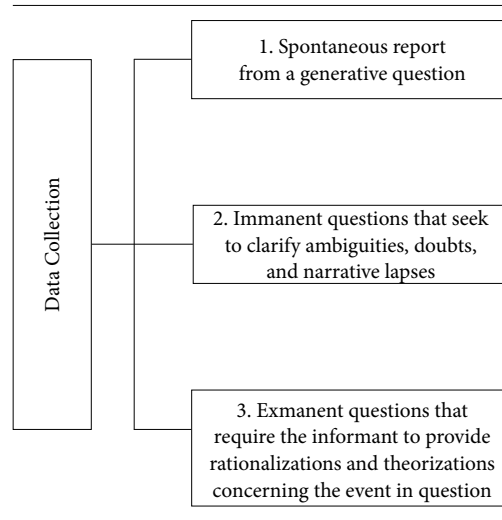 Data Collection
1. Spontaneous report
from a generative question
2. Immanent questions that seek
to clarify ambiguities, doubts,
and narrative lapses
3. Exmanent questions that
require the informant to provide
rationalizations and theorizations
concerning the event in question